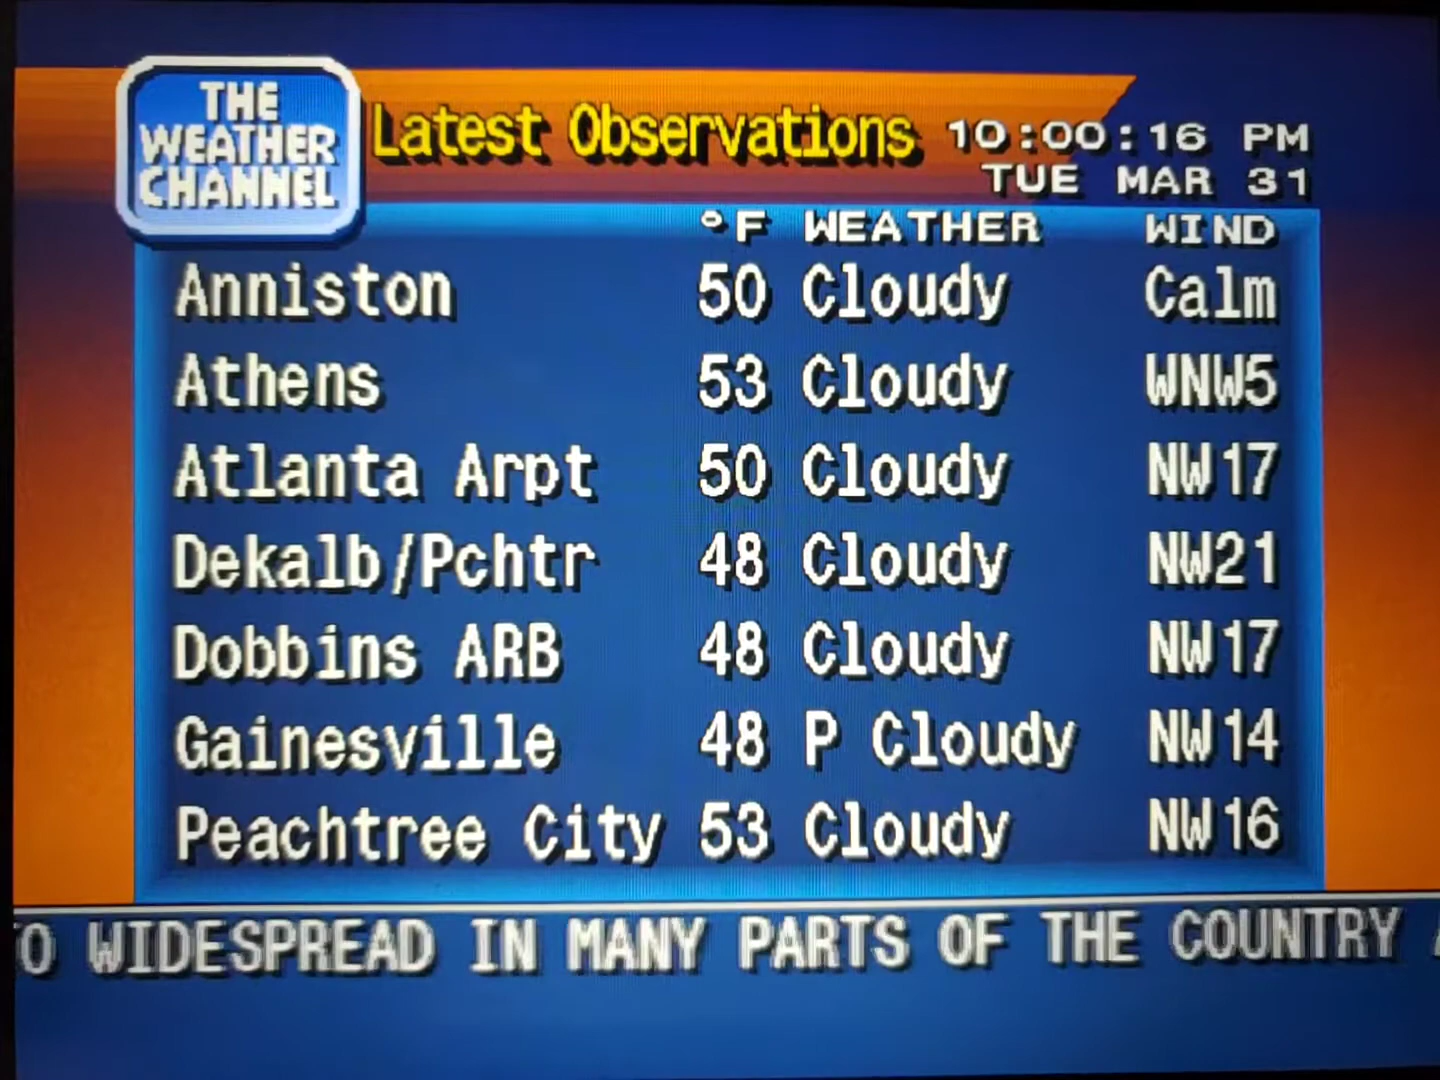 THE
WEATHER
CHANNEL
Latest Observations
10:00:16 PM
TUE MAR 31
°F WEATHER WIND
Anniston 50 Cloudy Calm
Athens 53 Cloudy WNW5
Atlanta Arpt 50 Cloudy NW17
Dekalb/Pchtr 48 Cloudy NW21
Dobbins ARB 48 Cloudy NW17
Gainesville 48 P Cloudy NW14
Peachtree City 53 Cloudy NW16
O WIDESPREAD IN MANY PARTS OF THE COUNTRY